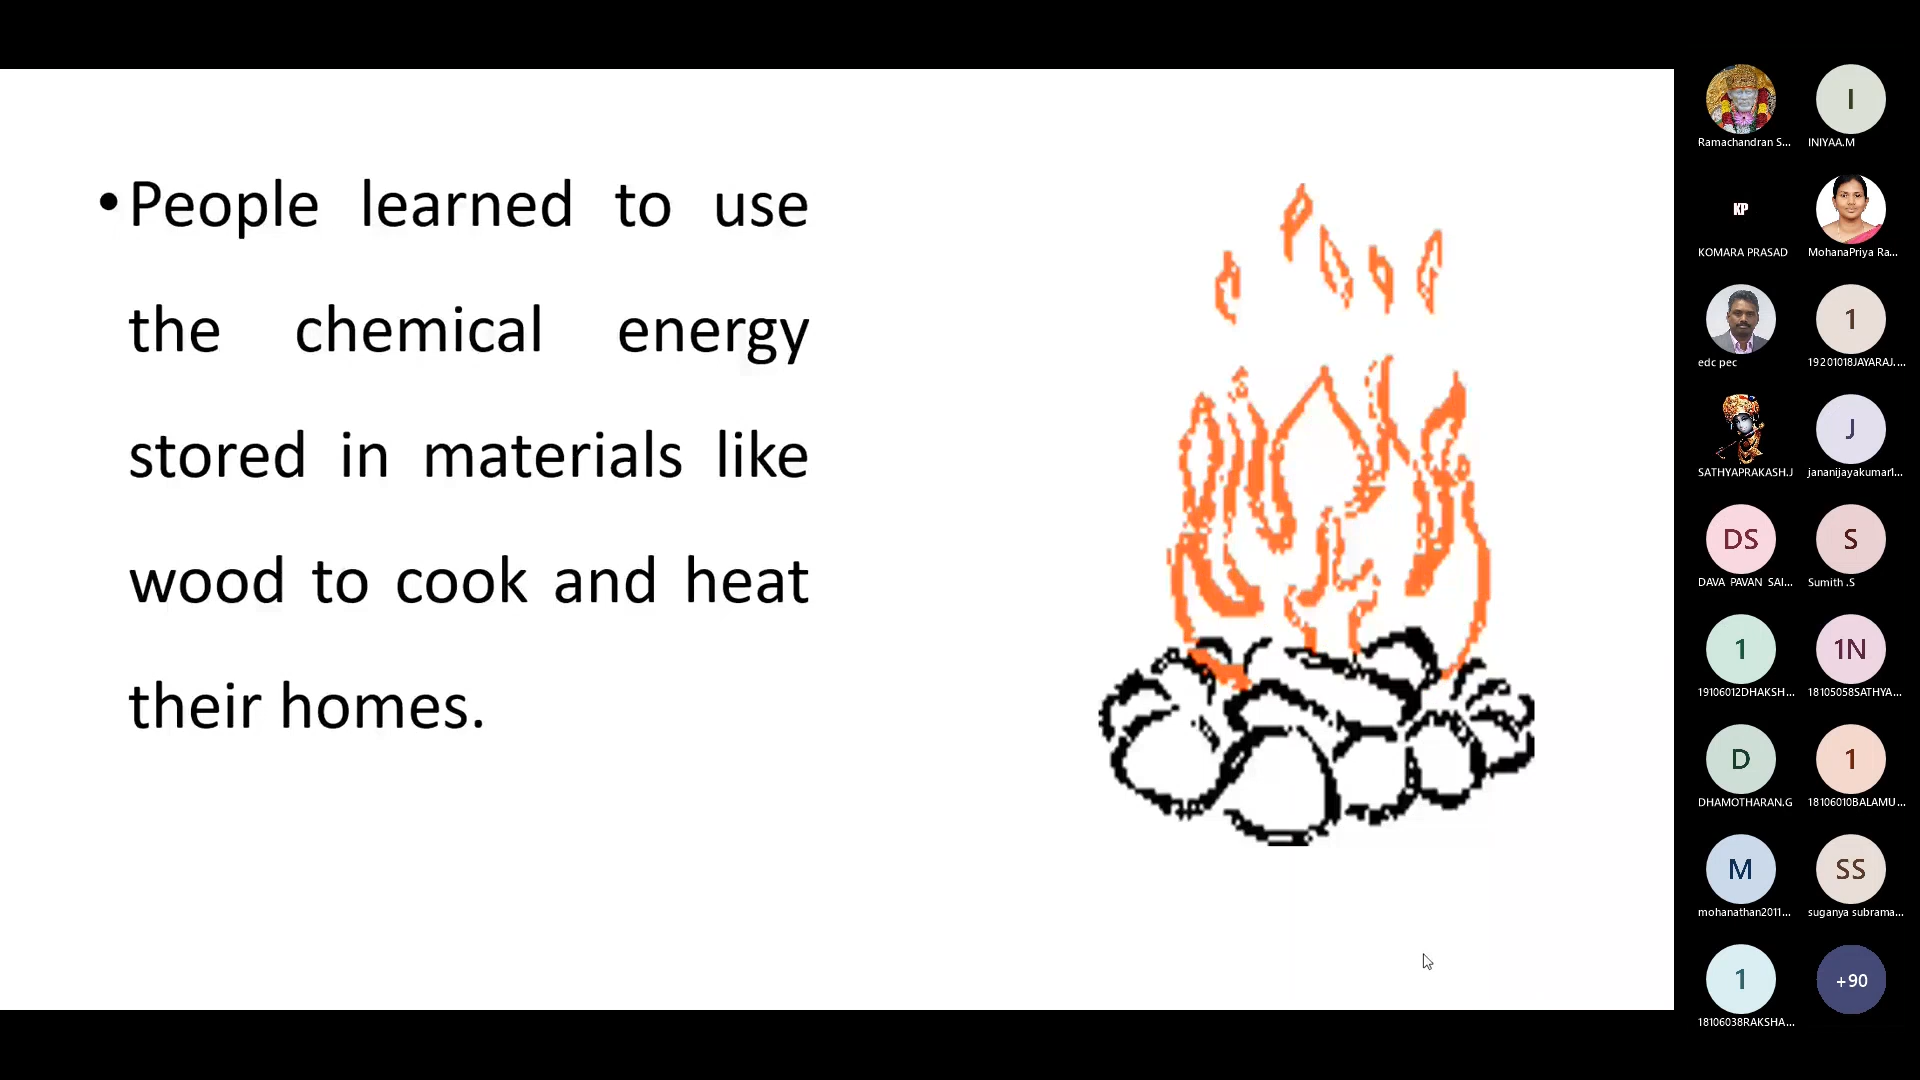 •People learned to use
the chemical energy
stored in materials like
wood to cook and heat
their homes.
Ramachandran S...
I
INIYAA.M
KP
KOMARA PRASAD
MohanaPriya Ra...
edc pec
1
19201018JAYARAJ....
SATHYAPRAKASH.J
J
jananijayakumar1...
DS
DAVA PAVAN SAI...
S
Sumith .S
1
19106012DHAKSH...
1N
18105058SATHYA...
D
DHAMOTHARAN.G
1
18106010BALAMU...
M
mohanathan2011...
SS
suganya subrama...
1
18106038RAKSHA...
+90